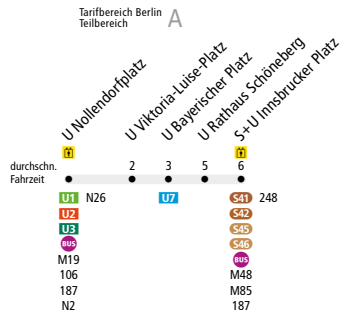 Tarifbereich Berlin
Teilbereich A
U Nollendorfplatz
U Viktoria-Luise-Platz
U Bayerischer Platz
U Rathaus Schöneberg
S+U Innsbrucker Platz
durchschn. 2 3 5 6
Fahrzeit
U1 N26 U7 S41 248
U2 S42
U3 S45
BUS S46
M19 BUS
106 M48
187 M85
N2 187